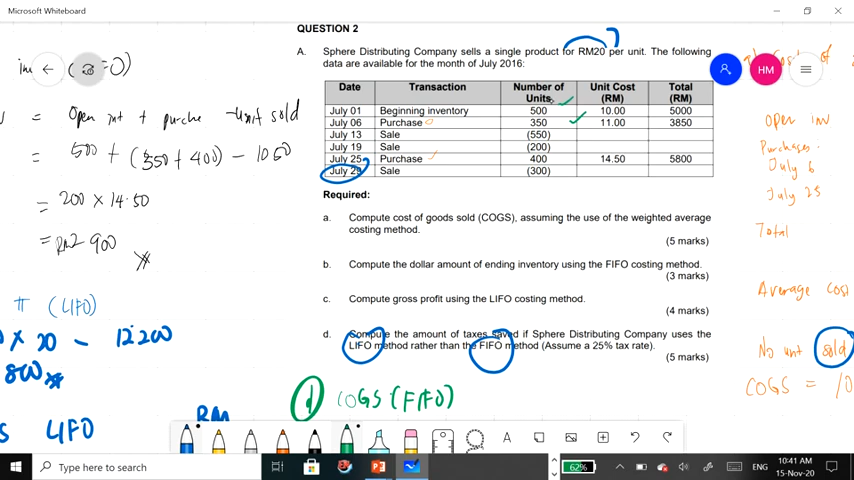 Microsoft Whiteboard
QUESTION 2
A. Sphere Distributing Company sells a single product for RM20 per unit. The following
data are available for the month of July 2016:
Date Transaction Number of Units Unit Cost (RM) Total (RM)
July 01 Beginning inventory 500 10.00 5000
July 06 Purchase 350 11.00 3850
July 13 Sale (550)
July 19 Sale (200)
July 25 Purchase 400 14.50 5800
July 29 Sale (300)
Required:
a. Compute cost of goods sold (COGS), assuming the use of the weighted average
costing method.
(5 marks)
b. Compute the dollar amount of ending inventory using the FIFO costing method.
(3 marks)
c. Compute gross profit using the LIFO costing method.
(4 marks)
d. Compute the amount of taxes saved if Sphere Distributing Company uses the
LIFO method rather than the FIFO method (Assume a 25% tax rate).
(5 marks)
= Open int + purche - unit sold
= 500 + (350 + 400) - 1050
= 200 x 14.50
= RM2 900
π (LIFO)
x 20 - 12200
800
LIFO
RM
d COGS (FIFO)
HM
Cost of
Open inv
Purchases
July 6
July 25
Total
Average cost
No unt sold
COGS = 10
A
Type here to search
62%
ENG
10:41 AM
15-Nov-20